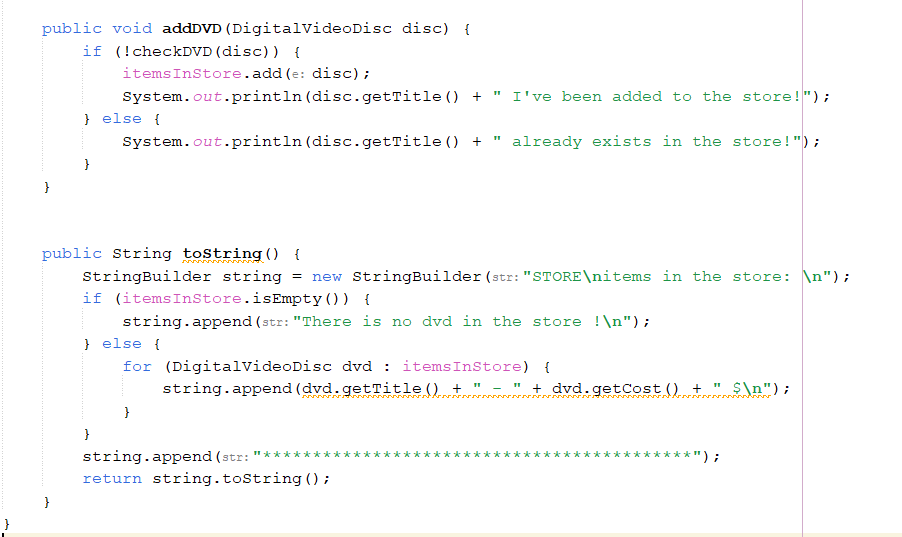 public void addDVD(DigitalVideoDisc disc) {
if (!checkDVD(disc)) {
itemsInStore.add(e: disc);
System.out.println(disc.getTitle() + " I've been added to the store!");
} else {
System.out.println(disc.getTitle() + " already exists in the store!");
}
}
public String toString() {
StringBuilder string = new StringBuilder(str: "STORE\nitems in the store: \n");
if (itemsInStore.isEmpty()) {
string.append(str: "There is no dvd in the store !\n");
} else {
for (DigitalVideoDisc dvd : itemsInStore) {
string.append(dvd.getTitle() + " - " + dvd.getCost() + " $\n");
}
}
string.append(str: "*******************************************");
return string.toString();
}
}